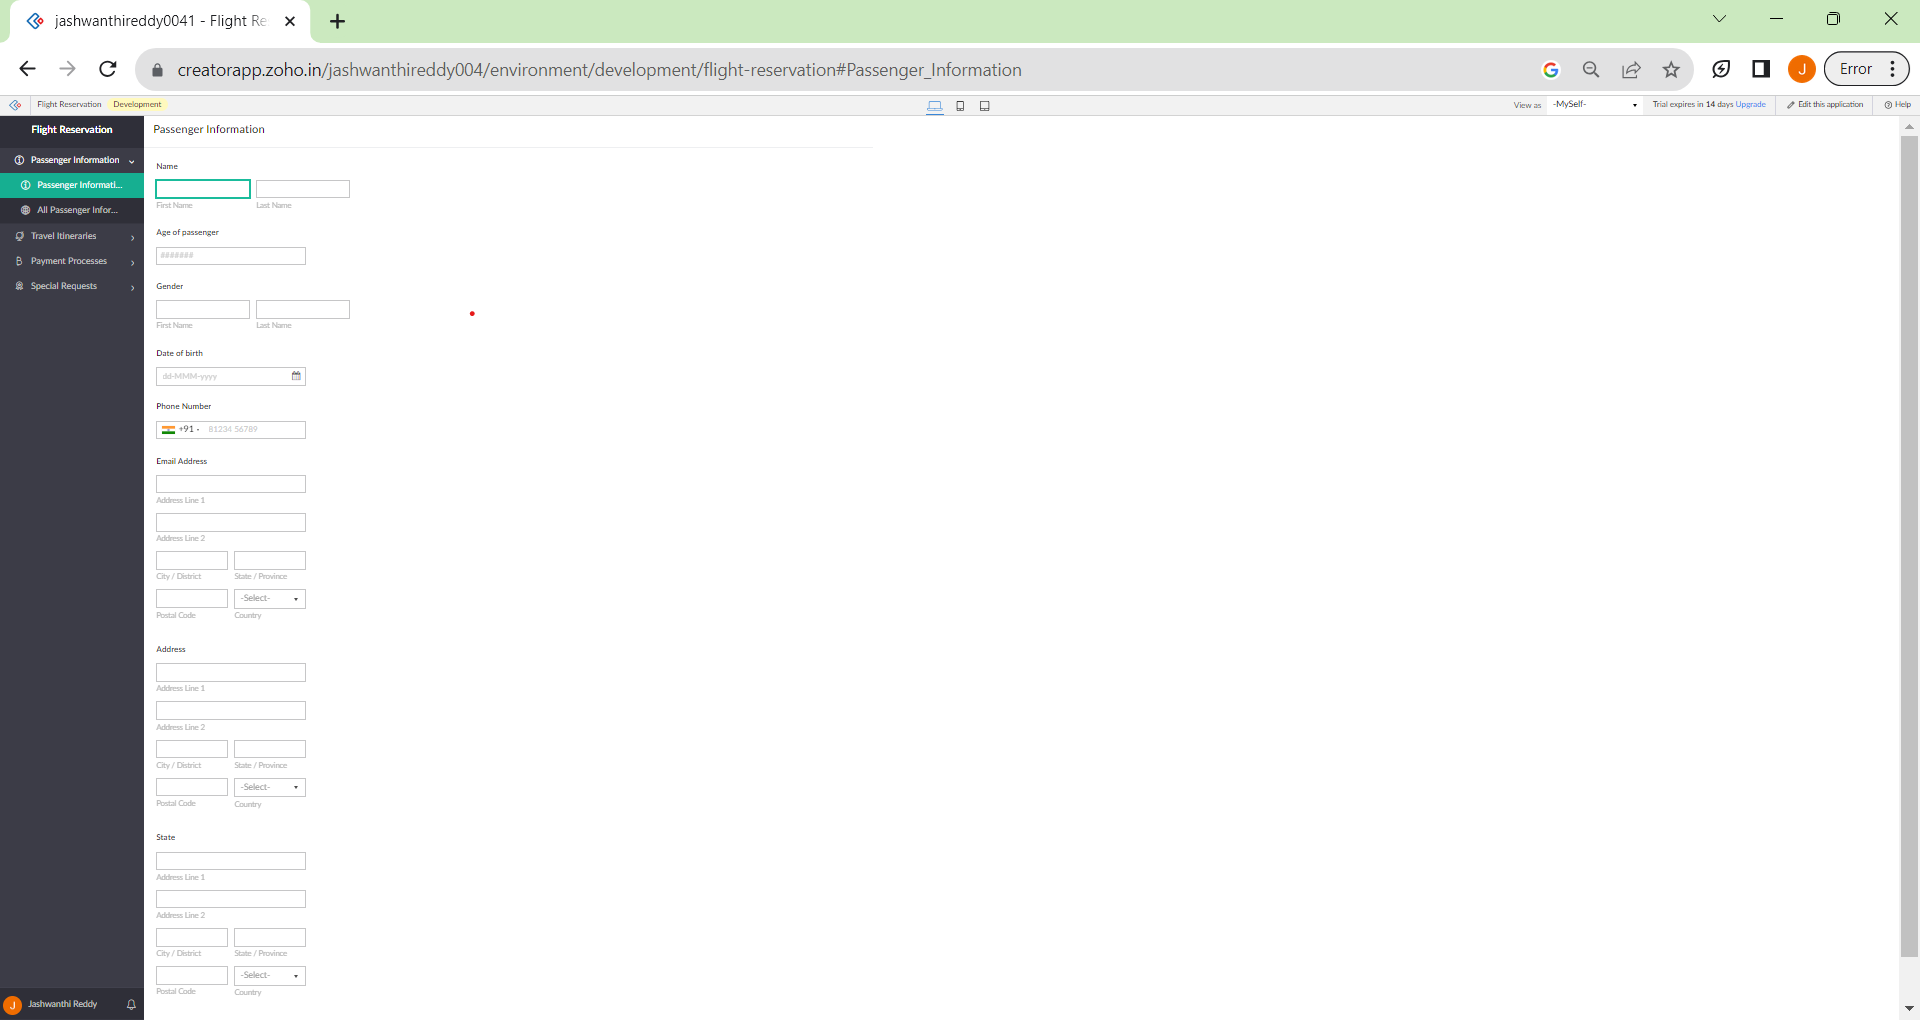 jashwanthireddy0041 - Flight Re
creatorapp.zoho.in/jashwanthireddy004/environment/development/flight-reservation#Passenger_Information
J
Error
Flight Reservation
Development
View as
-MySelf-
Trial expires in 14 days Upgrade
Edit this application
Help
Flight Reservation
Passenger Information
Passenger Informati...
All Passenger Infor...
Travel Itineraries
Payment Processes
Special Requests
Passenger Information
Name
First Name Last Name
Age of passenger
#######
Gender
First Name Last Name
Date of birth
dd-MMM-yyyy
Phone Number
+91 81234 56789
Email Address
Address Line 1
Address Line 2
City / District State / Province
-Select-
Postal Code Country
Address
Address Line 1
Address Line 2
City / District State / Province
-Select-
Postal Code Country
State
Address Line 1
Address Line 2
City / District State / Province
-Select-
Postal Code Country
J Jashwanthi Reddy